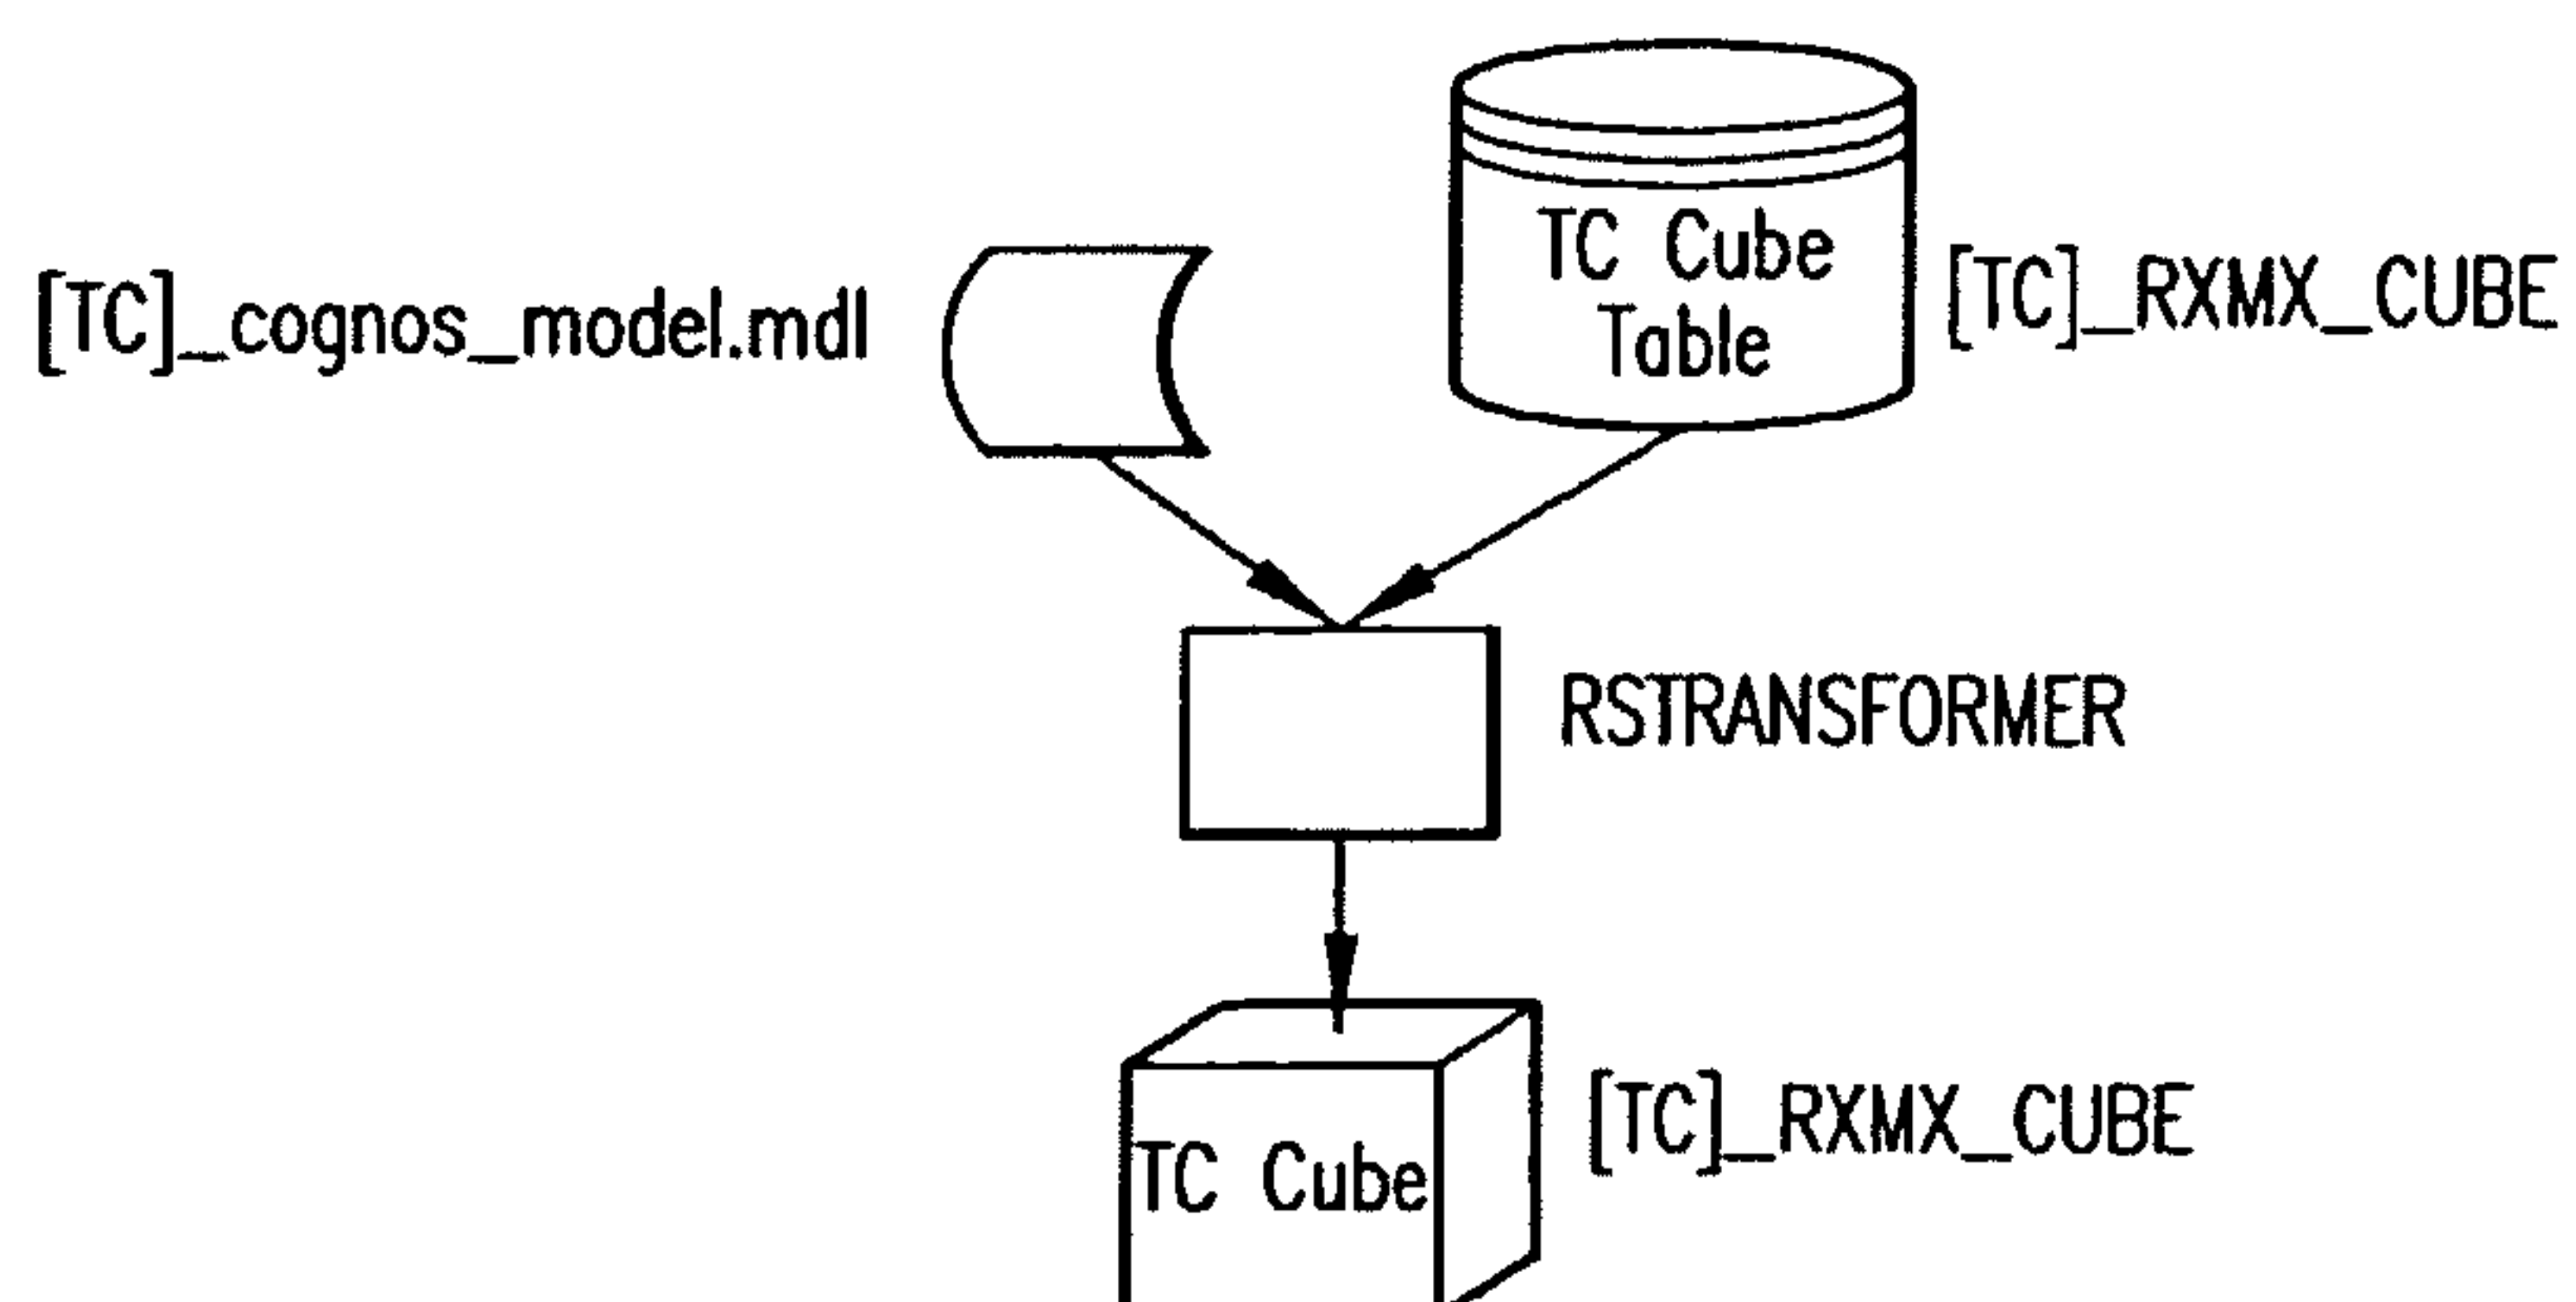 TC Cube
Table
[TC]_RXMX_CUBE
[TC]_cognos_model.mdl
RSTRANSFORMER
[TC]_RXMX_CUBE
TC Cube